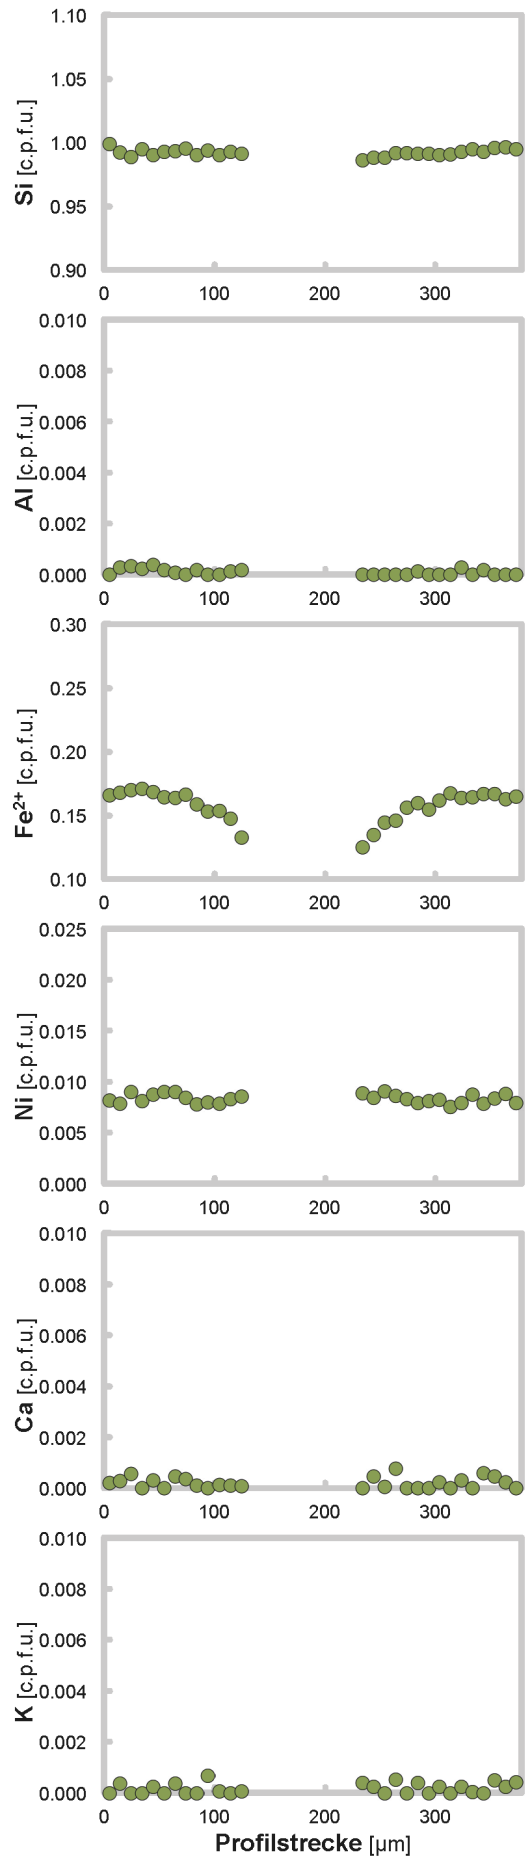 1.10
1.05
1.00
0.95
0.90
Si [c.p.f.u.]
0 100 200 300
0.010
0.008
0.006
0.004
0.002
0.000
Al [c.p.f.u.]
0 100 200 300
0.30
0.25
0.20
0.15
0.10
Fe²⁺ [c.p.f.u.]
0 100 200 300
0.025
0.020
0.015
0.010
0.005
0.000
Ni [c.p.f.u.]
0 100 200 300
0.010
0.008
0.006
0.004
0.002
0.000
Ca [c.p.f.u.]
0 100 200 300
0.010
0.008
0.006
0.004
0.002
0.000
K [c.p.f.u.]
0 100 200 300
Profilstrecke [µm]